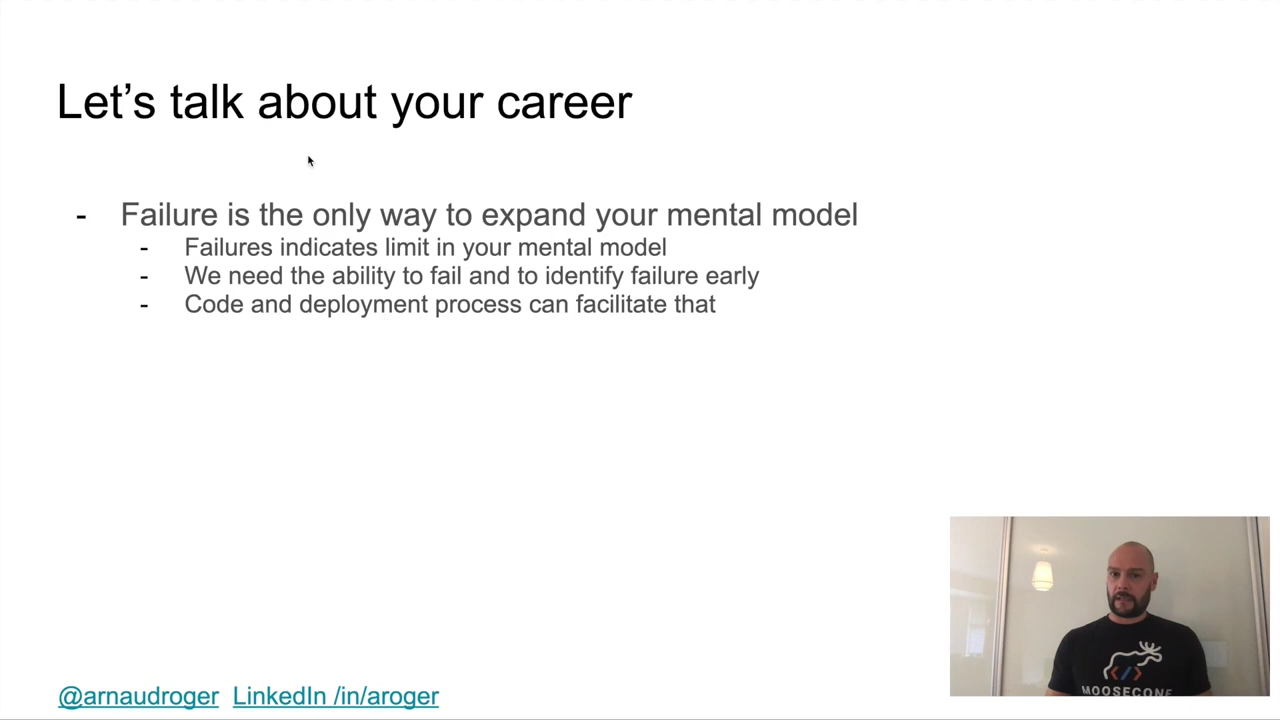 Let’s talk about your career
- Failure is the only way to expand your mental model
- Failures indicates limit in your mental model
- We need the ability to fail and to identify failure early
- Code and deployment process can facilitate that
</>
MOOSECONF
@arnaudroger LinkedIn /in/aroger